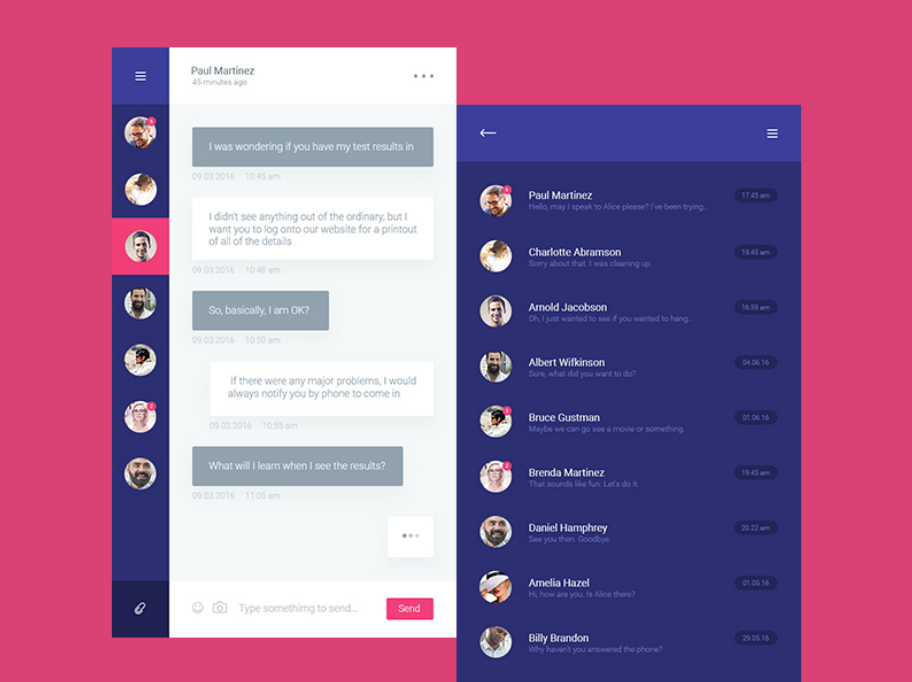 Paul Martinez
45 minutes ago
I was wondering if you have my test results in
09.03.2016 10:45 am
I didn't see anything out of the ordinary, but I
want you to log onto our website for a printout
of all of the details
09.03.2016 10:48 am
So, basically, I am OK?
09.03.2016 10:50 am
If there were any major problems, I would
always notify you by phone to come in
09.03.2016 10:55 am
What will I learn when I see the results?
09.03.2016 11:05 am
Type somethimg to send...
Send
Paul Martinez
17:45 am
Hello, may I speak to Alice please? I've been trying...
Charlotte Abramson
19.45 am
Sorry about that. I was cleaning up.
Arnold Jacobson
16.59 am
Oh, I just wanted to see if you wanted to hang...
Albert Wifkinson
04.06.16
Sure, what did you want to do?
Bruce Gustman
01.06.16
Maybe we can go see a movie or something.
Brenda Martinez
19.45 am
That sounds like fun. Let's do it.
Daniel Hamphrey
20:22 am
See you then. Goodbye.
Amelia Hazel
01.05.16
Hi, how are you. Is Alice there?
Billy Brandon
29.05.16
Why haven't you answered the phone?